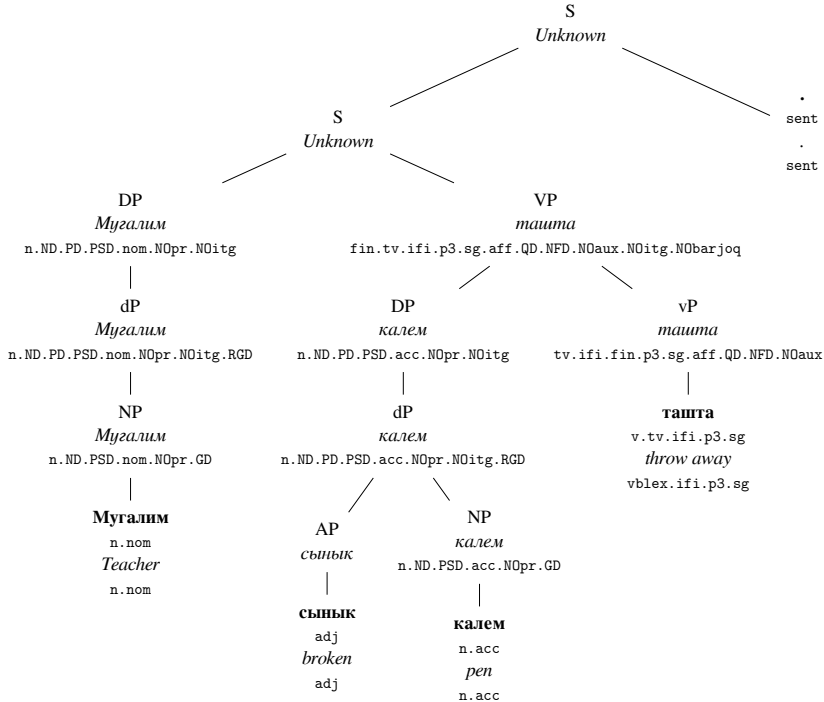 S
Unknown
.
sent
.
sent
S
Unknown
DP
Мугалим
n.ND.PD.PSD.nom.NOpr.NOitg
VP
ташта
fin.tv.ifi.p3.sg.aff.QD.NFD.NOaux.NOitg.NObarjoq
dP
Мугалим
n.ND.PD.PSD.nom.NOpr.NOitg.RGD
DP
калем
n.ND.PD.PSD.acc.NOpr.NOitg
vP
ташта
tv.ifi.fin.p3.sg.aff.QD.NFD.NOaux
NP
Мугалим
n.ND.PSD.nom.NOpr.GD
dP
калем
n.ND.PD.PSD.acc.NOpr.NOitg.RGD
ташта
v.tv.ifi.p3.sg
throw away
vblex.ifi.p3.sg
Мугалим
n.nom
Teacher
n.nom
AP
сынык
NP
калем
n.ND.PSD.acc.NOpr.GD
сынык
adj
broken
adj
калем
n.acc
pen
n.acc